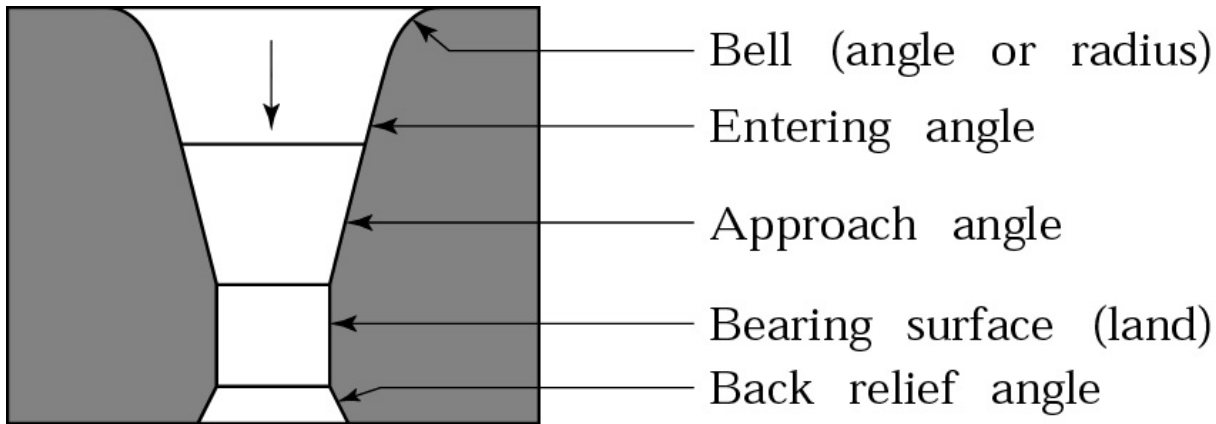 Bell (angle or radius)
Entering angle
Approach angle
Bearing surface (land)
Back relief angle